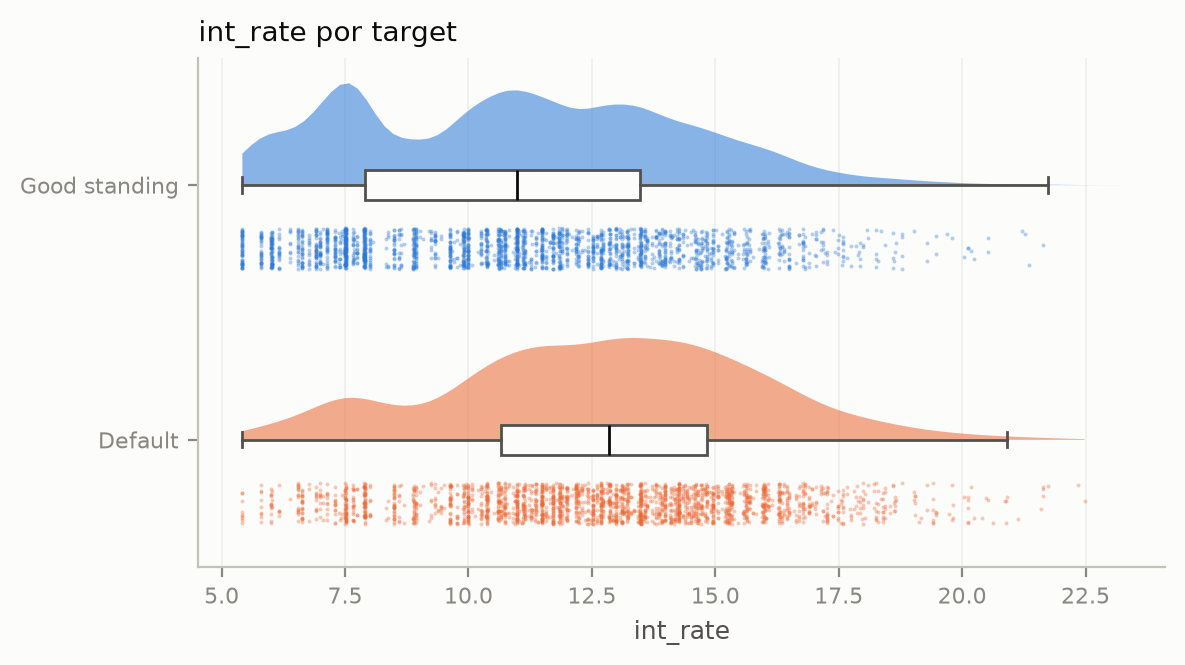 int_rate por target
Good standing
Default
5.0 7.5 10.0 12.5 15.0 17.5 20.0 22.5
int_rate